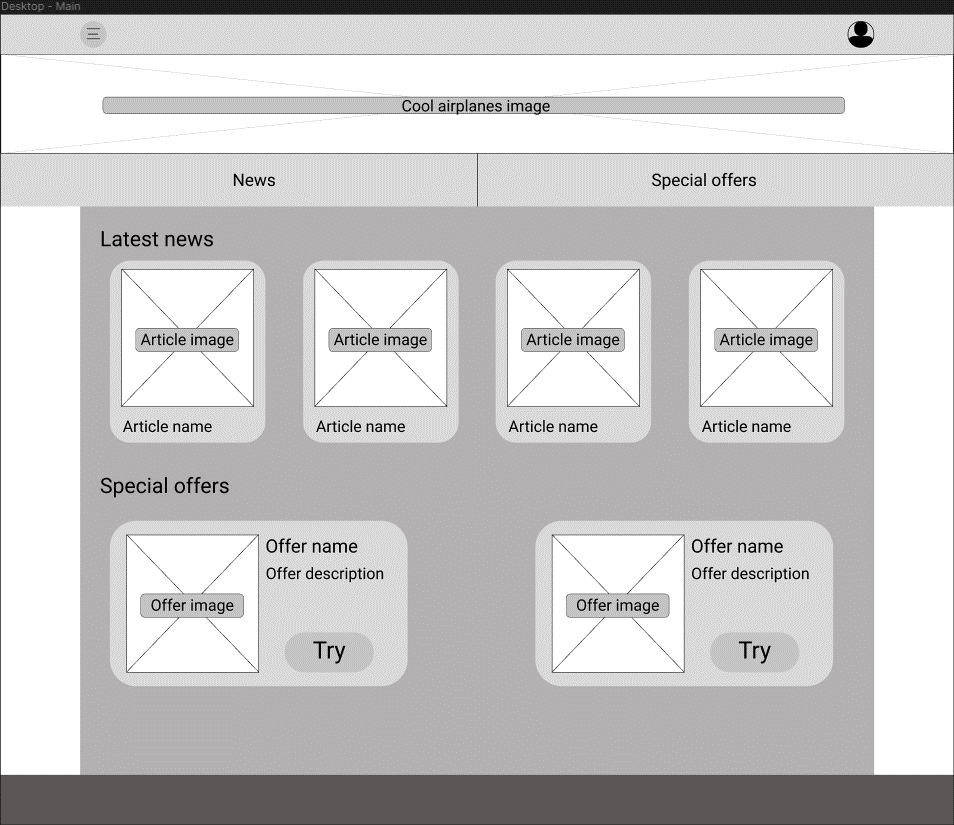 Desktop - Main
Cool airplanes image
News
Special offers
Latest news
Article image
Article image
Article image
Article image
Article name
Article name
Article name
Article name
Special offers
Offer name
Offer description
Offer image
Try
Offer name
Offer description
Offer image
Try